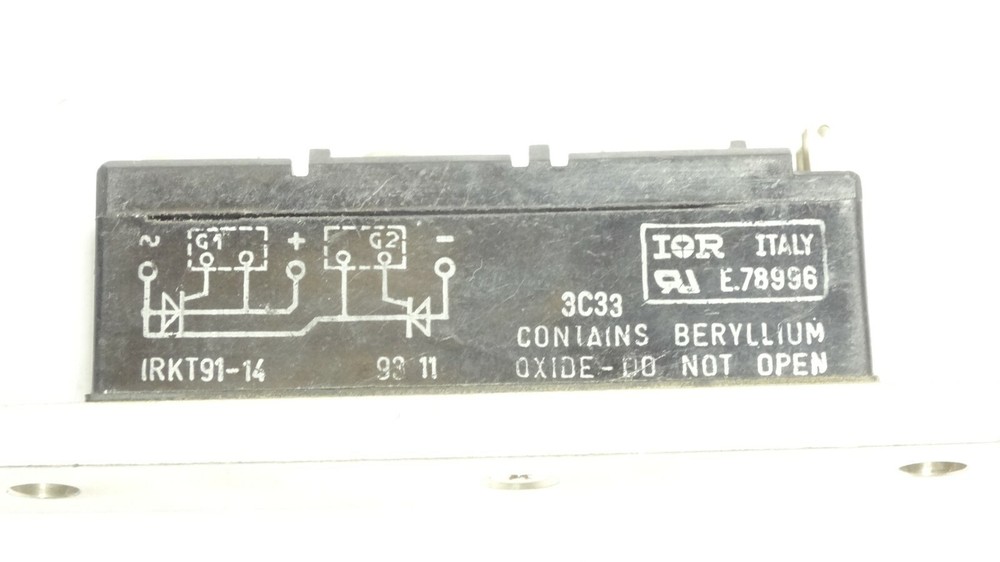 ~ G1 + G2 -
IOR ITALY
E.78996
3C33
CONTAINS BERYLLIUM
OXIDE-DO NOT OPEN
IRKT91-14 93 11